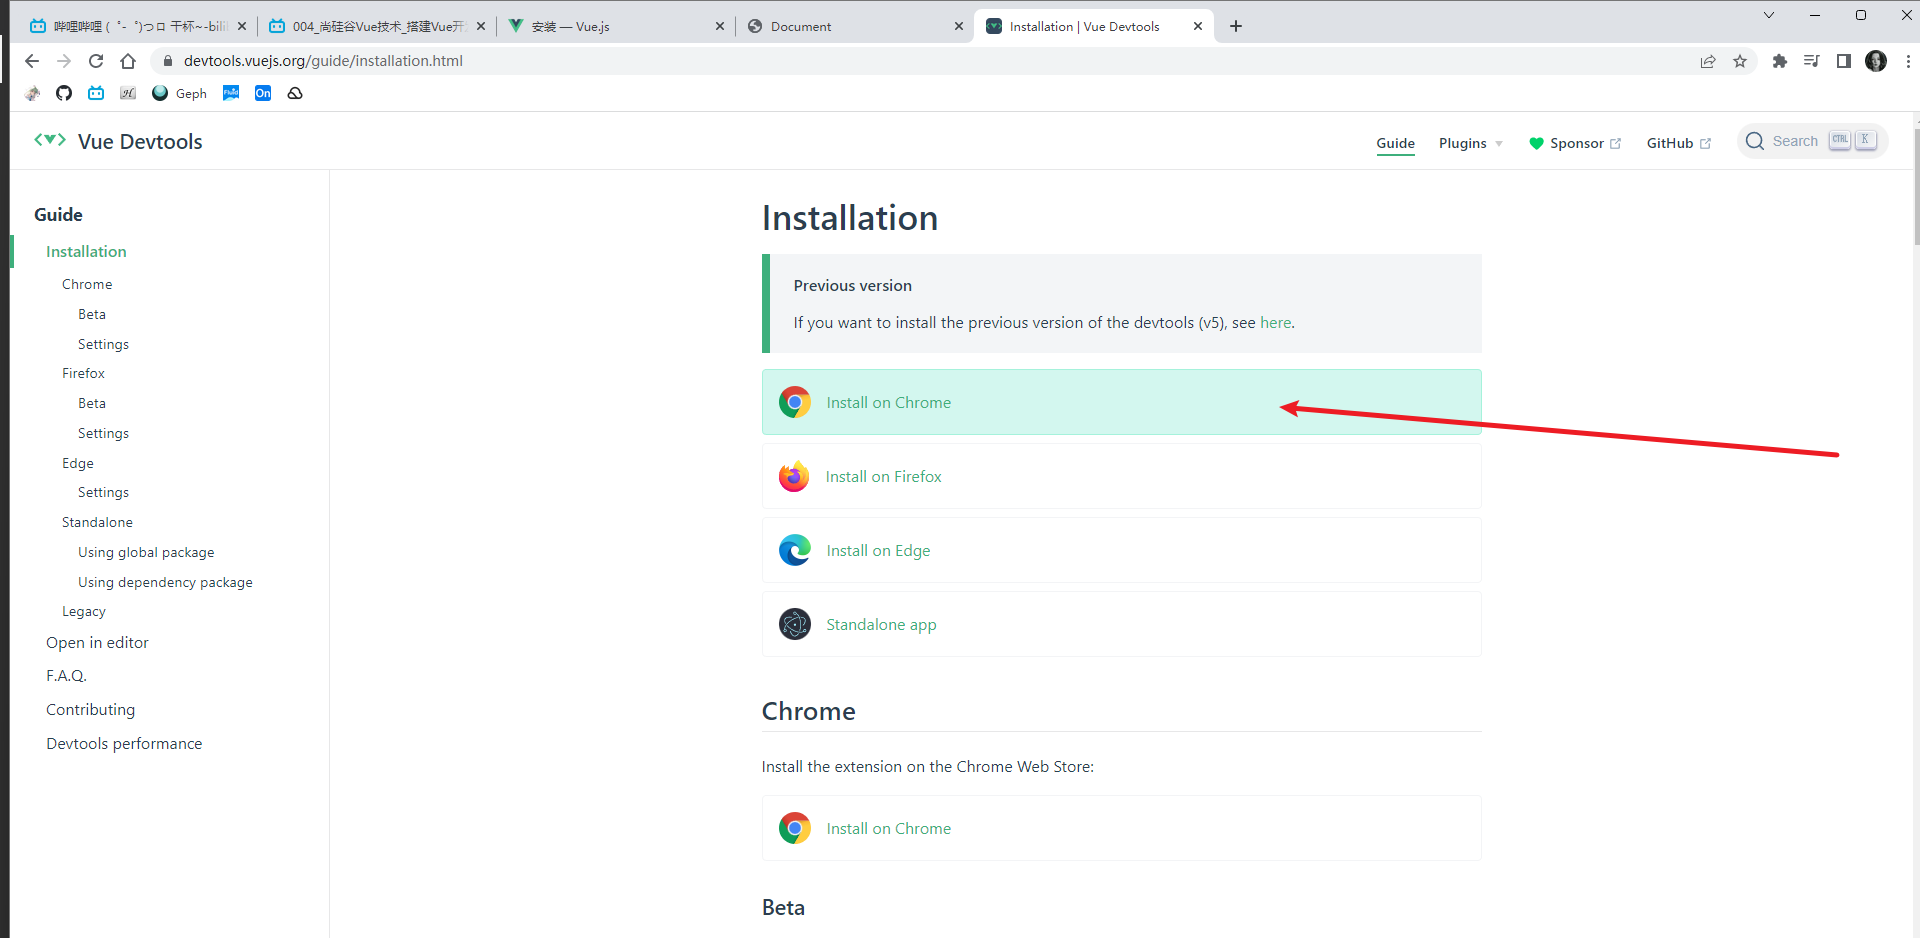 哔哩哔哩 (゜-゜)つロ 干杯~-bili
004_尚硅谷Vue技术_搭建Vue开
安装 — Vue.js
Document
Installation | Vue Devtools
devtools.vuejs.org/guide/installation.html
H
Geph
Fluid
On
Vue Devtools
Guide
Plugins
Sponsor
GitHub
Search
CTRL
K
Guide
Installation
Chrome
Beta
Settings
Firefox
Beta
Settings
Edge
Settings
Standalone
Using global package
Using dependency package
Legacy
Open in editor
F.A.Q.
Contributing
Devtools performance
Installation
Previous version
If you want to install the previous version of the devtools (v5), see here.
Install on Chrome
Install on Firefox
Install on Edge
Standalone app
Chrome
Install the extension on the Chrome Web Store:
Install on Chrome
Beta